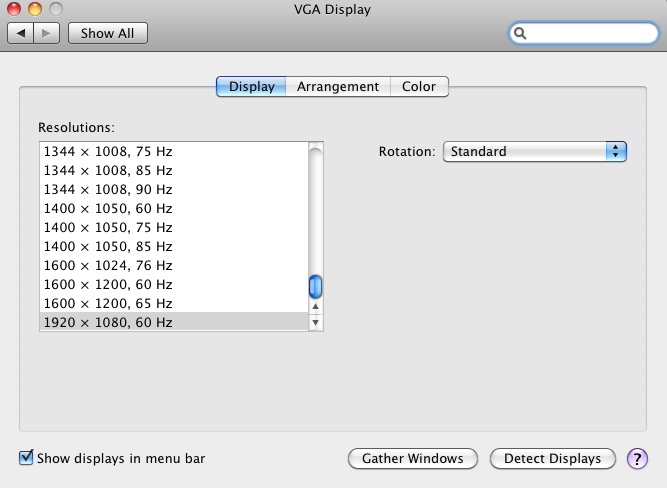 VGA Display
Show All
Display Arrangement Color
Resolutions:
1344 × 1008, 75 Hz
Rotation: Standard
1344 × 1008, 85 Hz
1344 × 1008, 90 Hz
1400 × 1050, 60 Hz
1400 × 1050, 75 Hz
1400 × 1050, 85 Hz
1600 × 1024, 76 Hz
1600 × 1200, 60 Hz
1600 × 1200, 65 Hz
1920 × 1080, 60 Hz
Show displays in menu bar
Gather Windows
Detect Displays
?